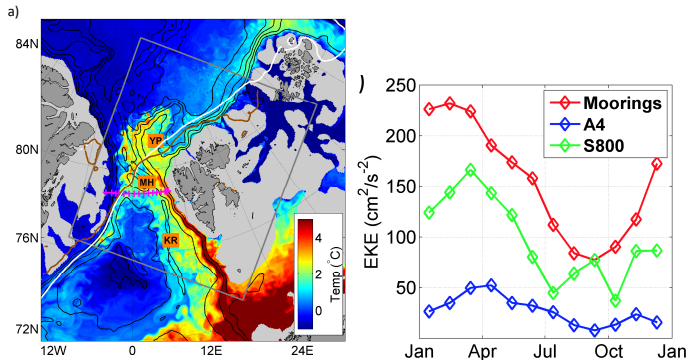 a)
84N
80N
76N
72N
12W 0 12E 24E
YP
MH
KR
4
2
0
Temp (°C)
)
250
200
150
100
50
EKE (cm²/s⁻²)
Jan Apr Jul Oct Jan
Moorings
A4
S800